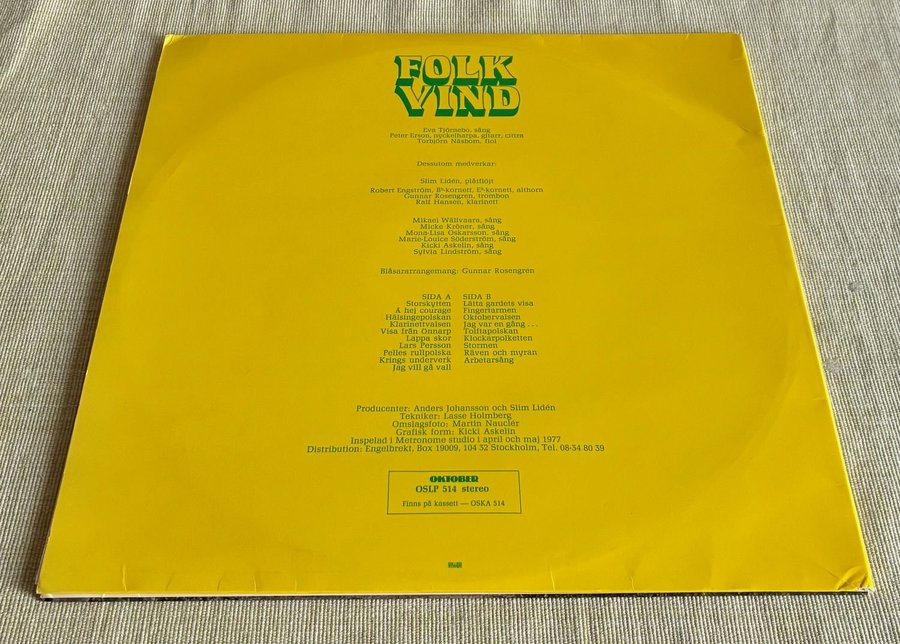 FOLK
VIND
Eva Tjörnebo, sång
Peter Erson, nyckelharpa, gitarr, cittra
Torbjörn Näsbom, fiol
Dessutom medverkar:
Slim Lidén, plåtflöjt
Robert Engström, Bb-kornett, Eb-kornett, althorn
Gunnar Rosengren, trombon
Ralf Hanson, klarinett
Mikael Wällvaara, sång
Micke Kröner, sång
Mona-Lisa Oskarsson, sång
Marie-Louice Söderström, sång
Kicki Askelin, sång
Sylvia Lindström, sång
Blåsararrangemang: Gunnar Rosengren
SIDA A
Storskytten
A hej courage
Hälsingepolskan
Klarinettvalsen
Visa från Onnarp
Lappa skor
Lars Persson
Pelles rullpolska
Krings underverk
Jag vill gå vall
SIDA B
Lätta gardets visa
Fingertarmen
Oktobervalsen
Jag var en gång . . .
Tolftapolskan
Klockarpolketten
Stormen
Räven och myran
Arbetarsång
Producenter: Anders Johansson och Slim Lidén
Tekniker: Lasse Holmberg
Omslagsfoto: Martin Nauclér
Grafisk form: Kicki Askelin
Inspelad i Metronome studio i april och maj 1977
Distribution: Engelbrekt, Box 19009, 104 32 Stockholm, Tel. 08-34 80 39
OKTOBER
OSLP 514 stereo
Finns på kassett — OSKA 514